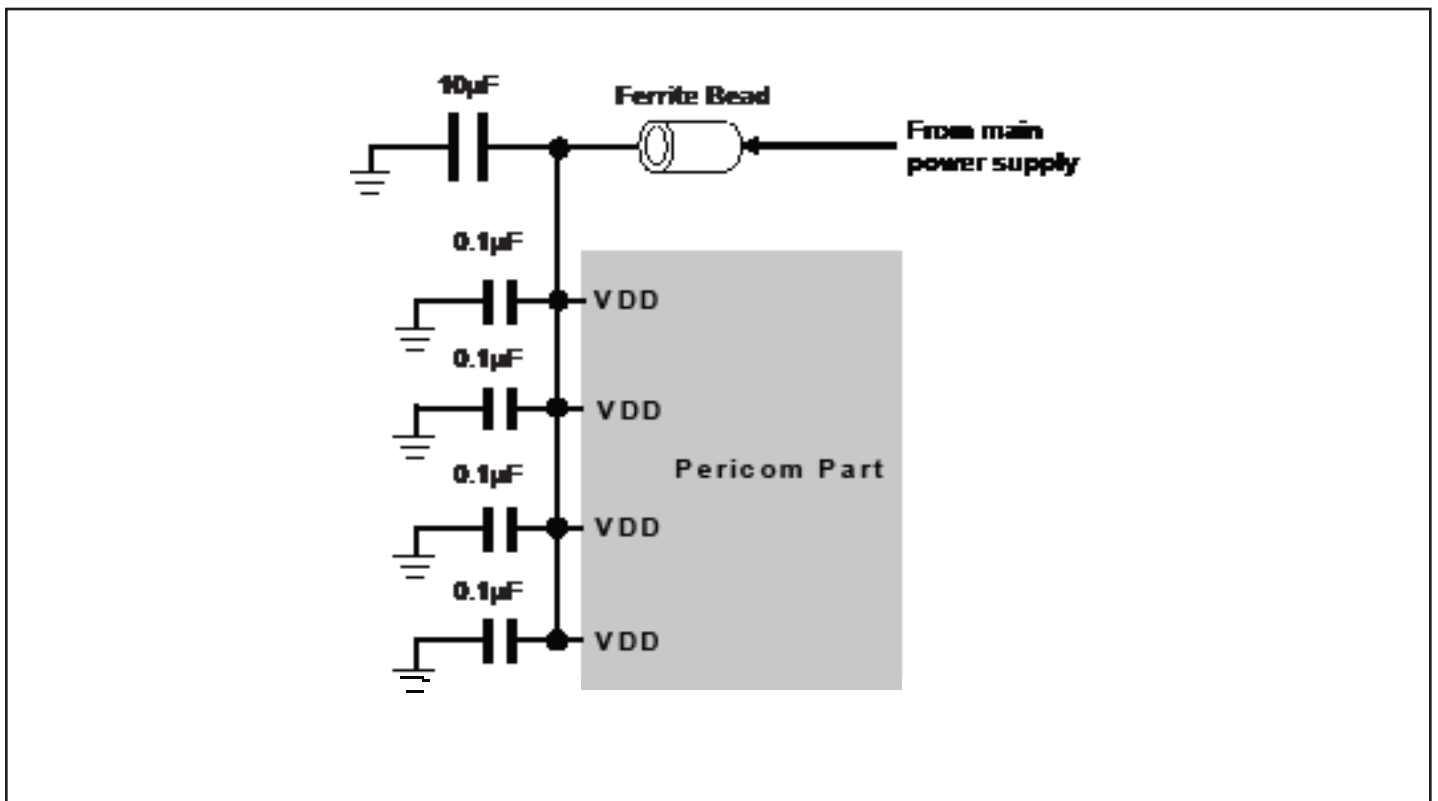 10µF
Ferrite Bead
From main
power supply
0.1µF
VDD
0.1µF
VDD
Pericom Part
0.1µF
VDD
0.1µF
VDD